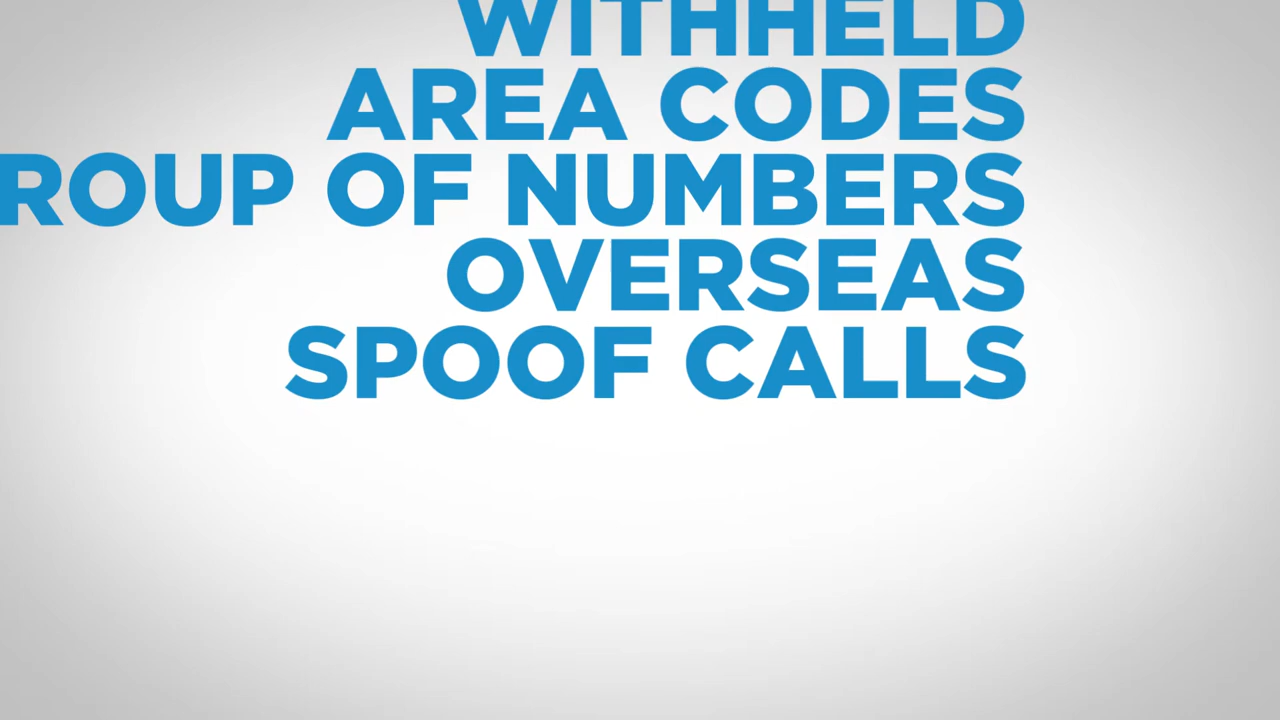 WITHHELD
AREA CODES
ROUP OF NUMBERS
OVERSEAS
SPOOF CALLS